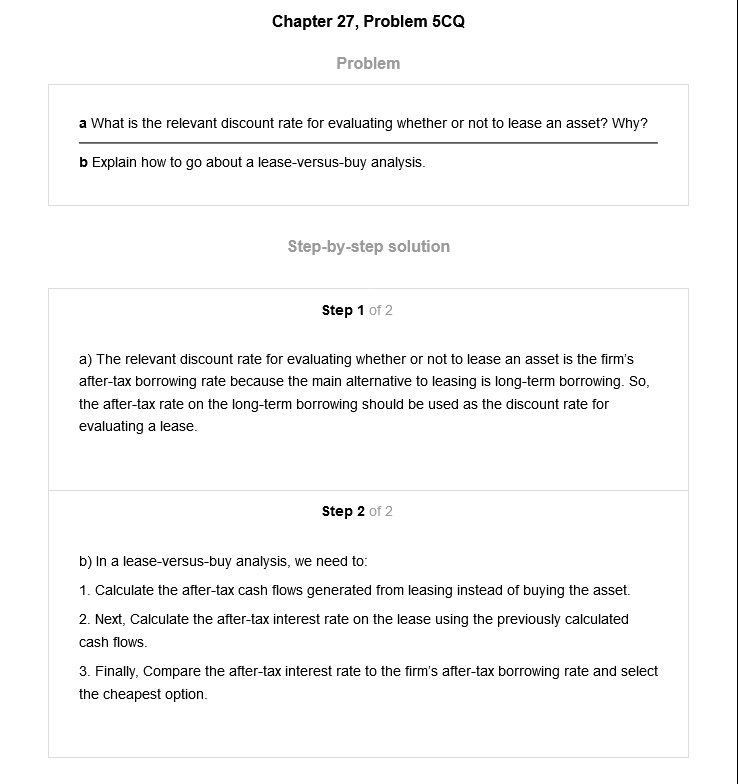 Chapter 27, Problem 5CQ
Problem
a What is the relevant discount rate for evaluating whether or not to lease an asset? Why?
b Explain how to go about a lease-versus-buy analysis.
Step-by-step solution
Step 1 of 2
a) The relevant discount rate for evaluating whether or not to lease an asset is the firm's
after-tax borrowing rate because the main alternative to leasing is long-term borrowing. So,
the after-tax rate on the long-term borrowing should be used as the discount rate for
evaluating a lease.
Step 2 of 2
b) In a lease-versus-buy analysis, we need to:
1. Calculate the after-tax cash flows generated from leasing instead of buying the asset.
2. Next, Calculate the after-tax interest rate on the lease using the previously calculated
cash flows.
3. Finally, Compare the after-tax interest rate to the firm's after-tax borrowing rate and select
the cheapest option.